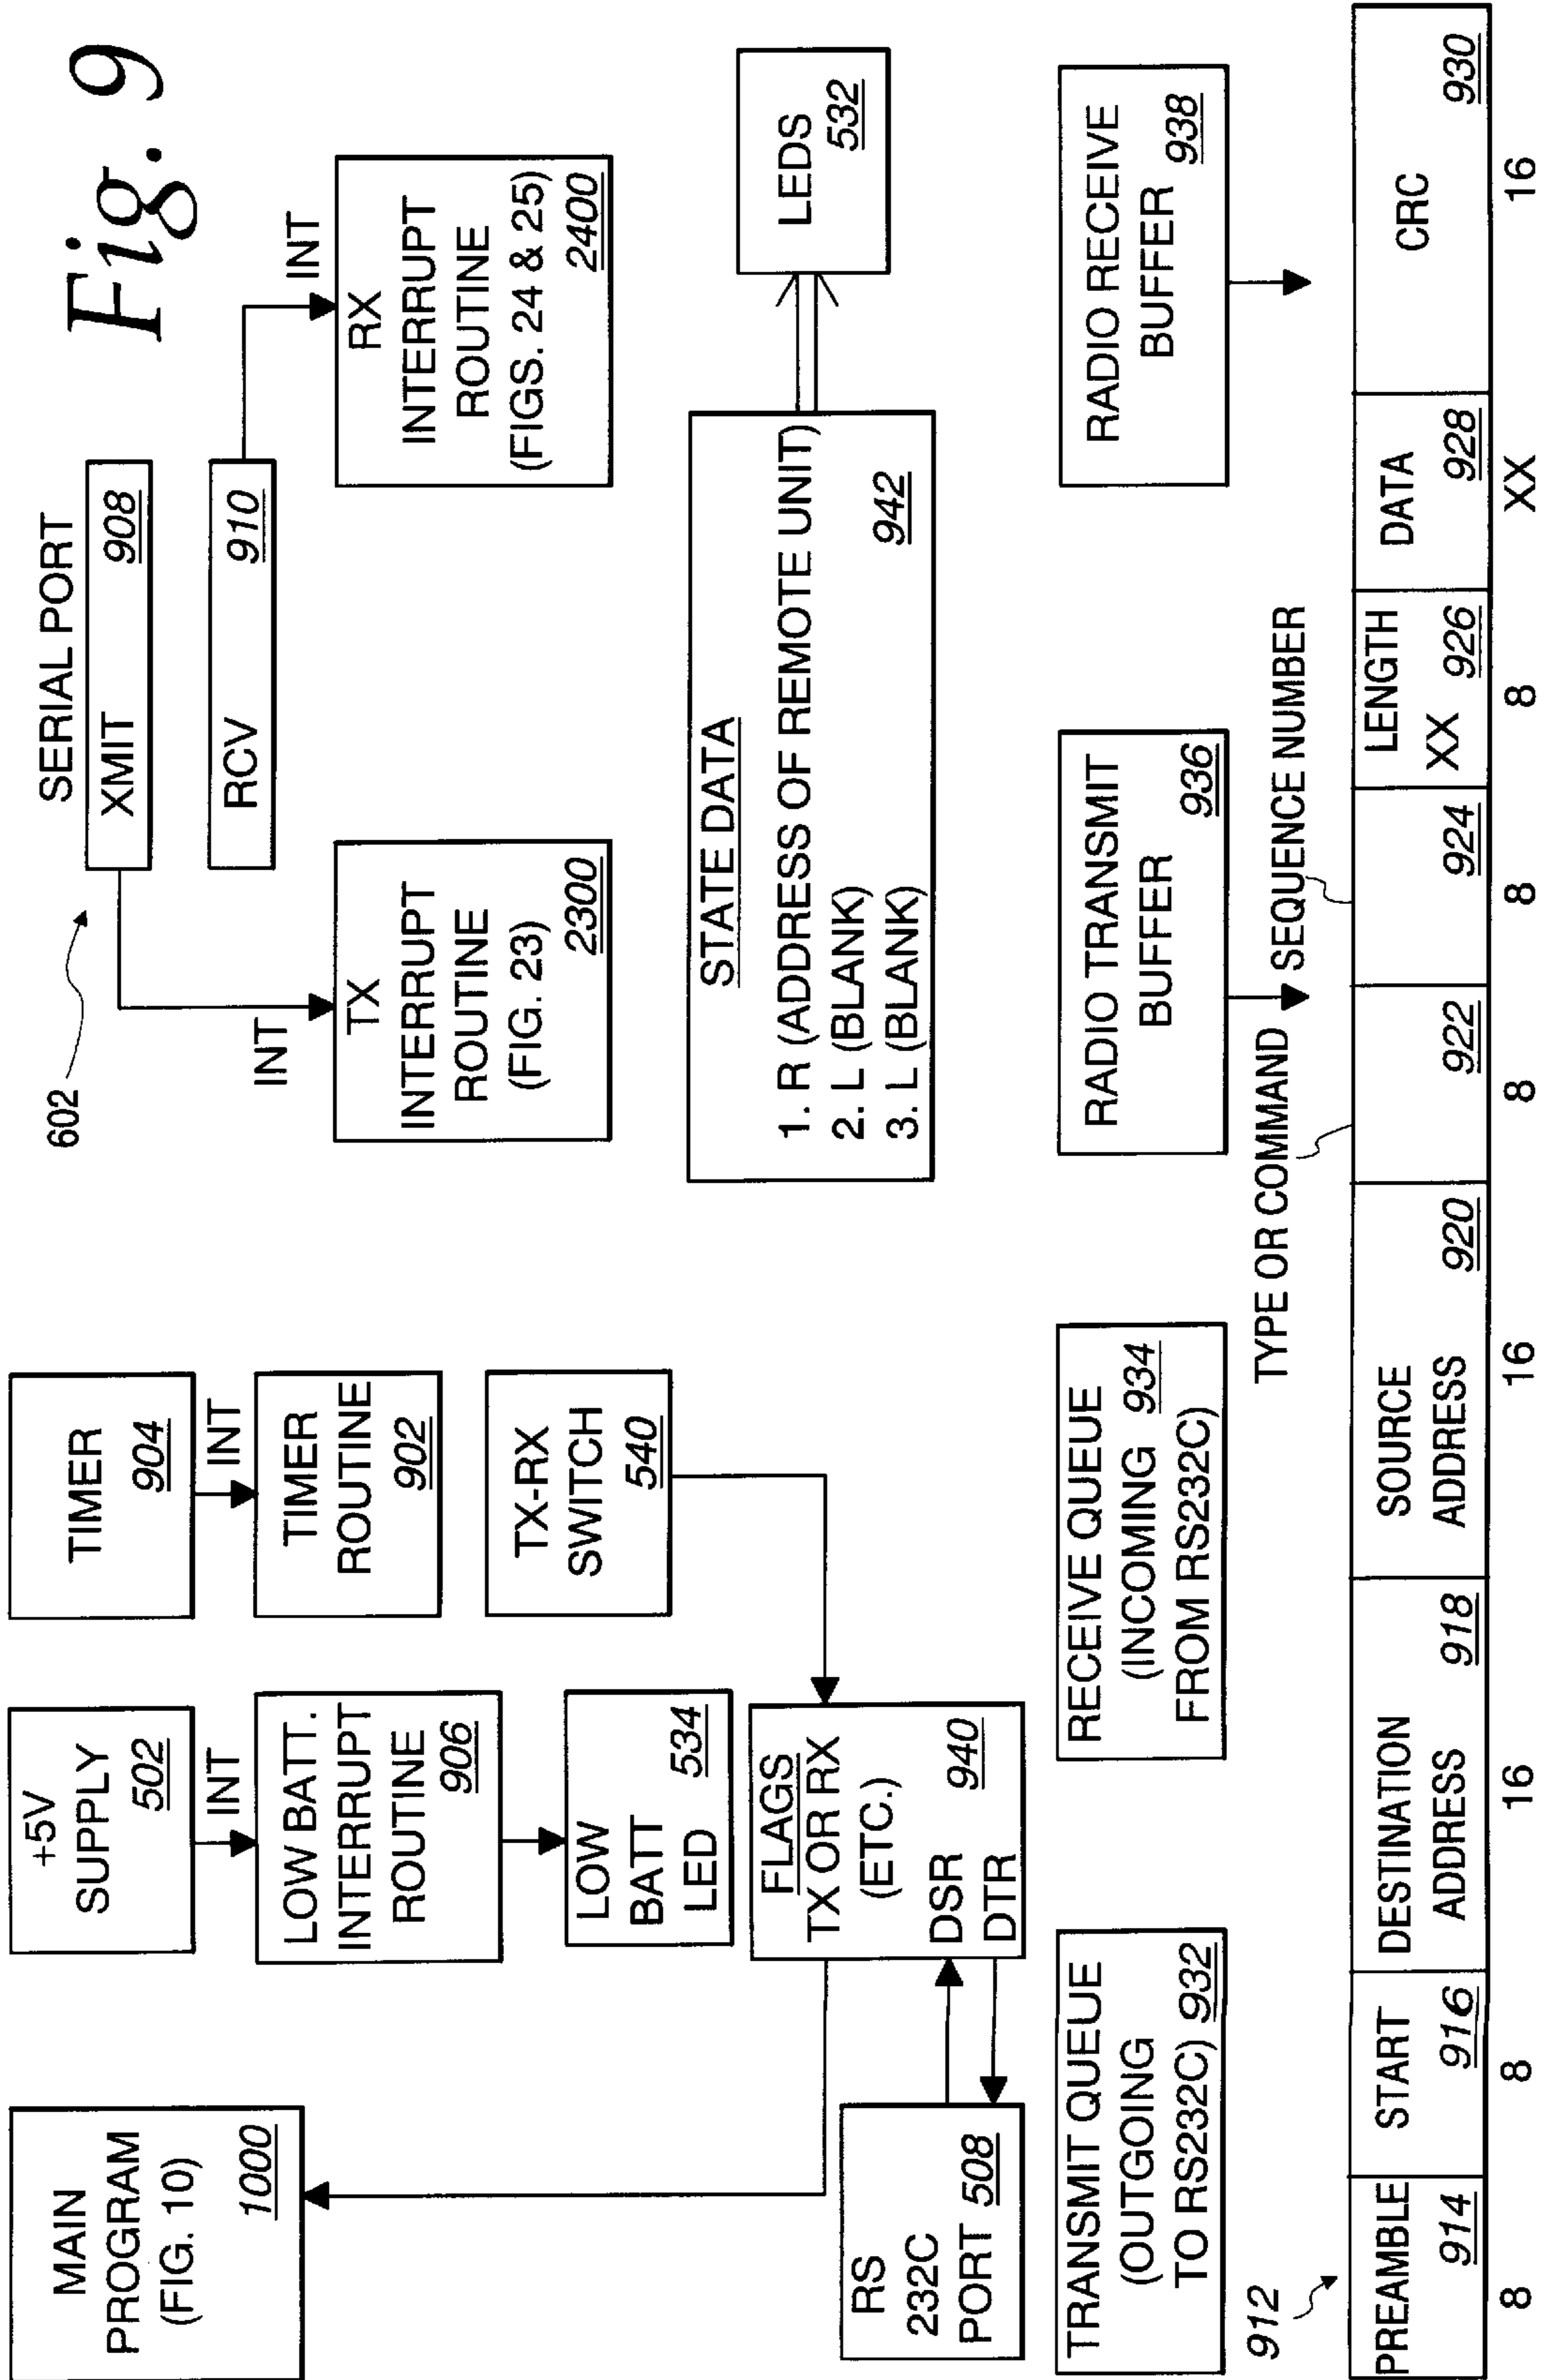 Fig. 9
MAIN
PROGRAM
(FIG. 10)
1000
+5V
SUPPLY
502
INT
LOW BATT.
INTERRUPT
ROUTINE
906
LOW
BATT
LED
534
TIMER
904
INT
TIMER
ROUTINE
902
TX-RX
SWITCH
540
FLAGS
TX OR RX
(ETC.)
940
DSR
DTR
RS
232C
PORT 508
602
SERIAL PORT
XMIT
908
RCV
910
INT
TX
INTERRUPT
ROUTINE
(FIG. 23)
2300
INT
RX
INTERRUPT
ROUTINE
(FIGS. 24 & 25)
2400
STATE DATA
1. R (ADDRESS OF REMOTE UNIT)
2. L (BLANK)
3. L (BLANK)
942
LEDS
532
TRANSMIT QUEUE
(OUTGOING
TO RS232C) 932
RECEIVE QUEUE
(INCOMING 934
FROM RS232C)
RADIO TRANSMIT
BUFFER
936
RADIO RECEIVE
BUFFER
938
912
TYPE OR COMMAND
SEQUENCE NUMBER
PREAMBLE
914
START
916
DESTINATION
ADDRESS
918
SOURCE
ADDRESS
920
922
924
LENGTH
XX
926
DATA
928
CRC
930
8
8
16
16
8
8
8
XX
16